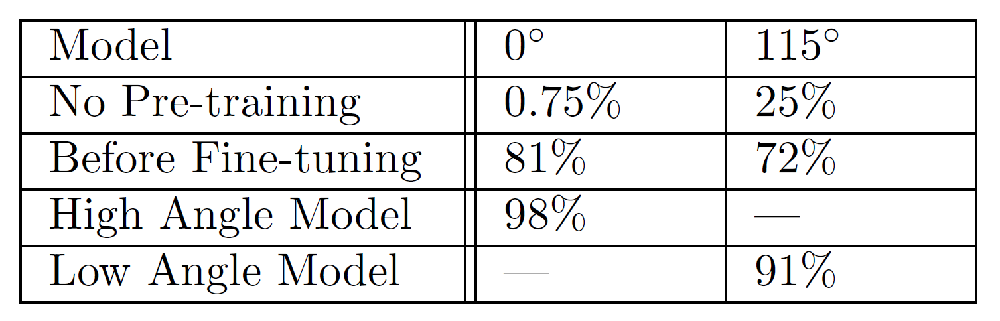 Model 0° 115°
No Pre-training 0.75% 25%
Before Fine-tuning 81% 72%
High Angle Model 98% —
Low Angle Model — 91%